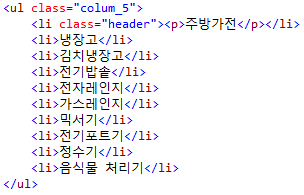 <ul class="colum_5">
<li class="header"><p>주방가전</p></li>
<li>냉장고</li>
<li>김치냉장고</li>
<li>전기밥솥</li>
<li>전자레인지</li>
<li>가스레인지</li>
<li>믹서기</li>
<li>전기포트기</li>
<li>정수기</li>
<li>음식물 처리기</li>
</ul>